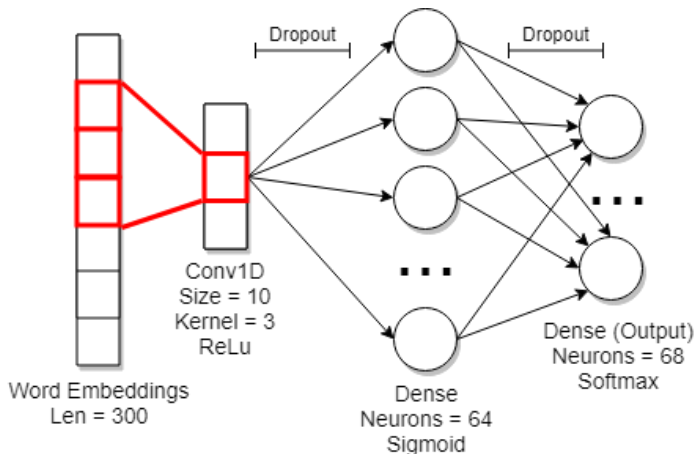 Dropout
Dropout
Conv1D
Size = 10
Kernel = 3
ReLu
Word Embeddings
Len = 300
Dense
Neurons = 64
Sigmoid
Dense (Output)
Neurons = 68
Softmax